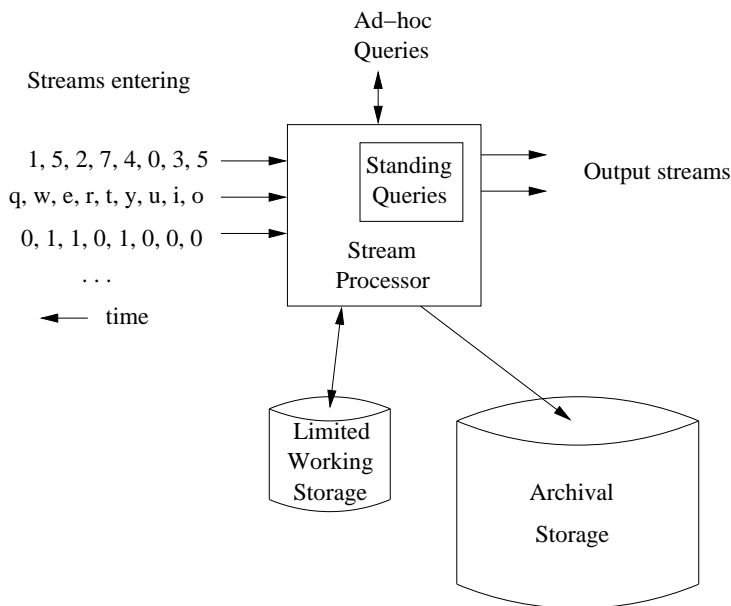 Ad−hoc
Queries
Streams entering
1, 5, 2, 7, 4, 0, 3, 5
q, w, e, r, t, y, u, i, o
0, 1, 1, 0, 1, 0, 0, 0
. . .
time
Standing
Queries
Stream
Processor
Output streams
Limited
Working
Storage
Archival
Storage